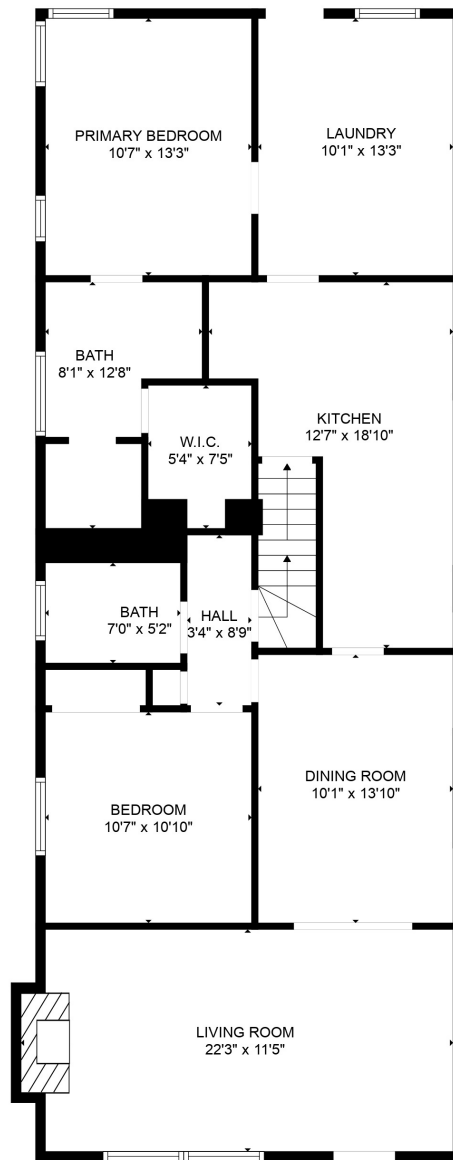 PRIMARY BEDROOM
10'7" x 13'3"
LAUNDRY
10'1" x 13'3"
BATH
8'1" x 12'8"
W.I.C.
5'4" x 7'5"
KITCHEN
12'7" x 18'10"
BATH
7'0" x 5'2"
HALL
3'4" x 8'9"
BEDROOM
10'7" x 10'10"
DINING ROOM
10'1" x 13'10"
LIVING ROOM
22'3" x 11'5"